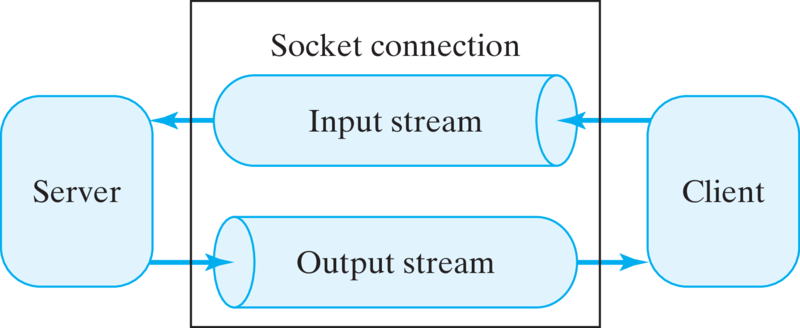 Socket connection
Input stream
Server
Client
Output stream